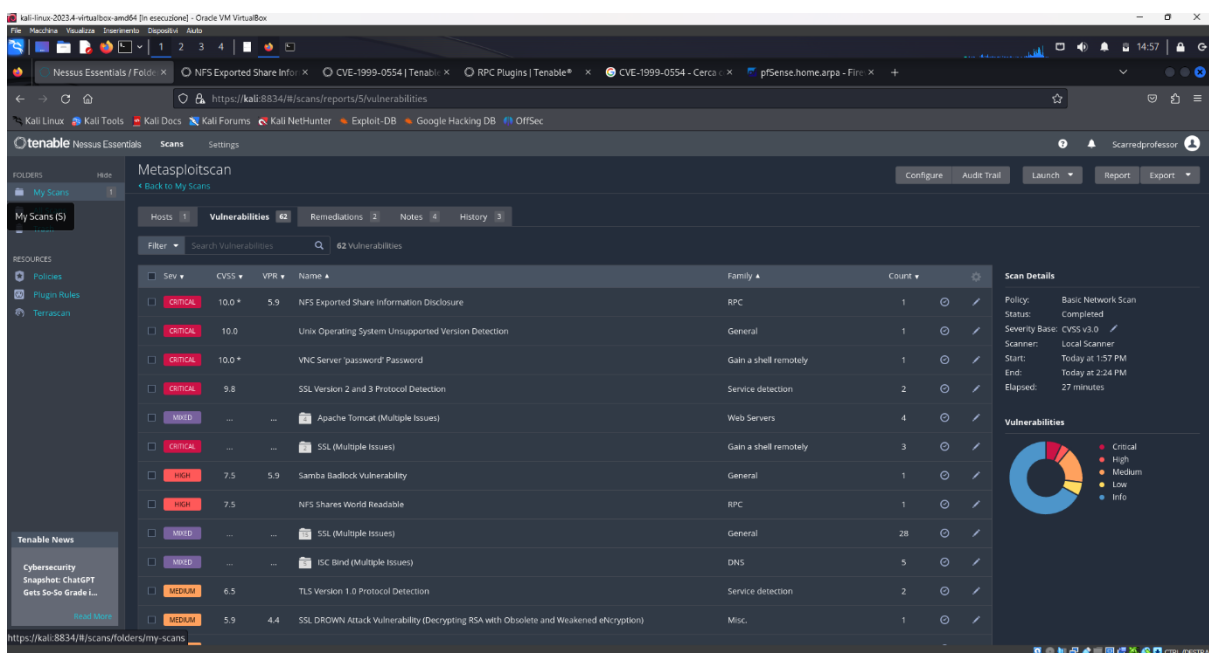 kali-linux-2023.4-virtualbox-amd64 [In esecuzione] - Oracle VM VirtualBox
File Macchina Visualizza Inserimento Dispositivi Aiuto
1 2 3 4 14:57
Nessus Essentials / Folde NFS Exported Share Infor CVE-1999-0554 | Tenable RPC Plugins | Tenable® CVE-1999-0554 - Cerca c pfSense.home.arpa - Fire
https://kali:8834/#/scans/reports/5/vulnerabilities
Kali Linux Kali Tools Kali Docs Kali Forums Kali NetHunter Exploit-DB Google Hacking DB OffSec
tenable Nessus Essentials Scans Settings Scarredprofessor
FOLDERS Hide
My Scans 1
My Scans (5)
RESOURCES
Policies
Plugin Rules
Terrascan
Metasploitscan
Back to My Scans
Configure Audit Trail Launch Report Export
Hosts 1 Vulnerabilities 62 Remediations 2 Notes 4 History 3
Filter Search Vulnerabilities 62 Vulnerabilities
Sev CVSS VPR Name Family Count
CRITICAL 10.0 * 5.9 NFS Exported Share Information Disclosure RPC 1
CRITICAL 10.0 Unix Operating System Unsupported Version Detection General 1
CRITICAL 10.0 * VNC Server 'password' Password Gain a shell remotely 1
CRITICAL 9.8 SSL Version 2 and 3 Protocol Detection Service detection 2
MIXED ... ... 4 Apache Tomcat (Multiple Issues) Web Servers 4
CRITICAL ... ... SSL (Multiple Issues) Gain a shell remotely 3
HIGH 7.5 5.9 Samba Badlock Vulnerability General 1
HIGH 7.5 NFS Shares World Readable RPC 1
MIXED ... ... 15 SSL (Multiple Issues) General 28
MIXED ... ... ISC Bind (Multiple Issues) DNS 5
MEDIUM 6.5 TLS Version 1.0 Protocol Detection Service detection 2
MEDIUM 5.9 4.4 SSL DROWN Attack Vulnerability (Decrypting RSA with Obsolete and Weakened eNcryption) Misc. 1
Scan Details
Policy: Basic Network Scan
Status: Completed
Severity Base: CVSS v3.0
Scanner: Local Scanner
Start: Today at 1:57 PM
End: Today at 2:24 PM
Elapsed: 27 minutes
Vulnerabilities
Critical
High
Medium
Low
Info
Tenable News
Cybersecurity
Snapshot: ChatGPT
Gets So-So Grade i...
Read More
https://kali:8834/#/scans/folders/my-scans
CTRL (DESTRA)